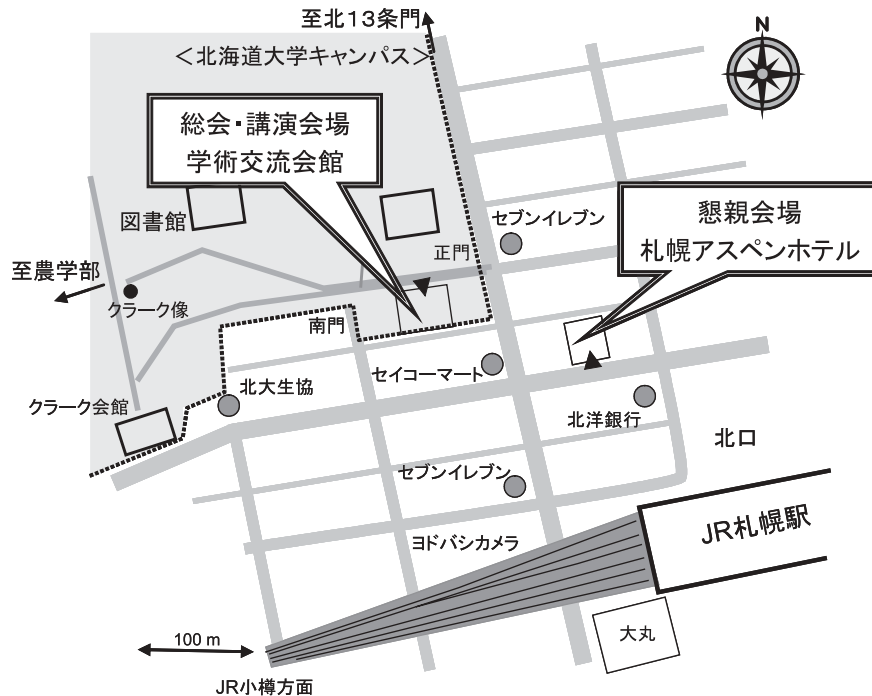 至北１３条門
N
＜北海道大学キャンパス＞
総会・講演会場
学術交流会館
懇親会場
札幌アスペンホテル
図書館
セブンイレブン
正門
至農学部
クラーク像
南門
北大生協
セイコーマート
クラーク会館
北洋銀行
北口
セブンイレブン
ヨドバシカメラ
JR札幌駅
大丸
100 m
JR小樽方面